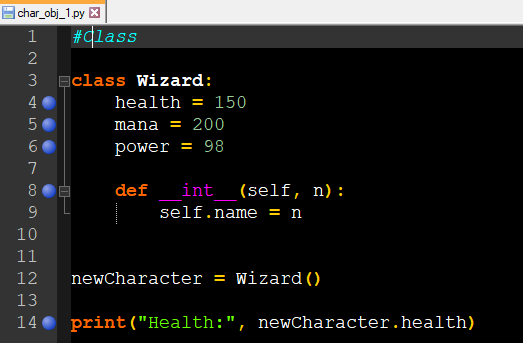 char_obj_1.py
1 #Class
2
3 class Wizard:
4     health = 150
5     mana = 200
6     power = 98
7
8     def __int__(self, n):
9         self.name = n
10
11
12 newCharacter = Wizard()
13
14 print("Health:", newCharacter.health)